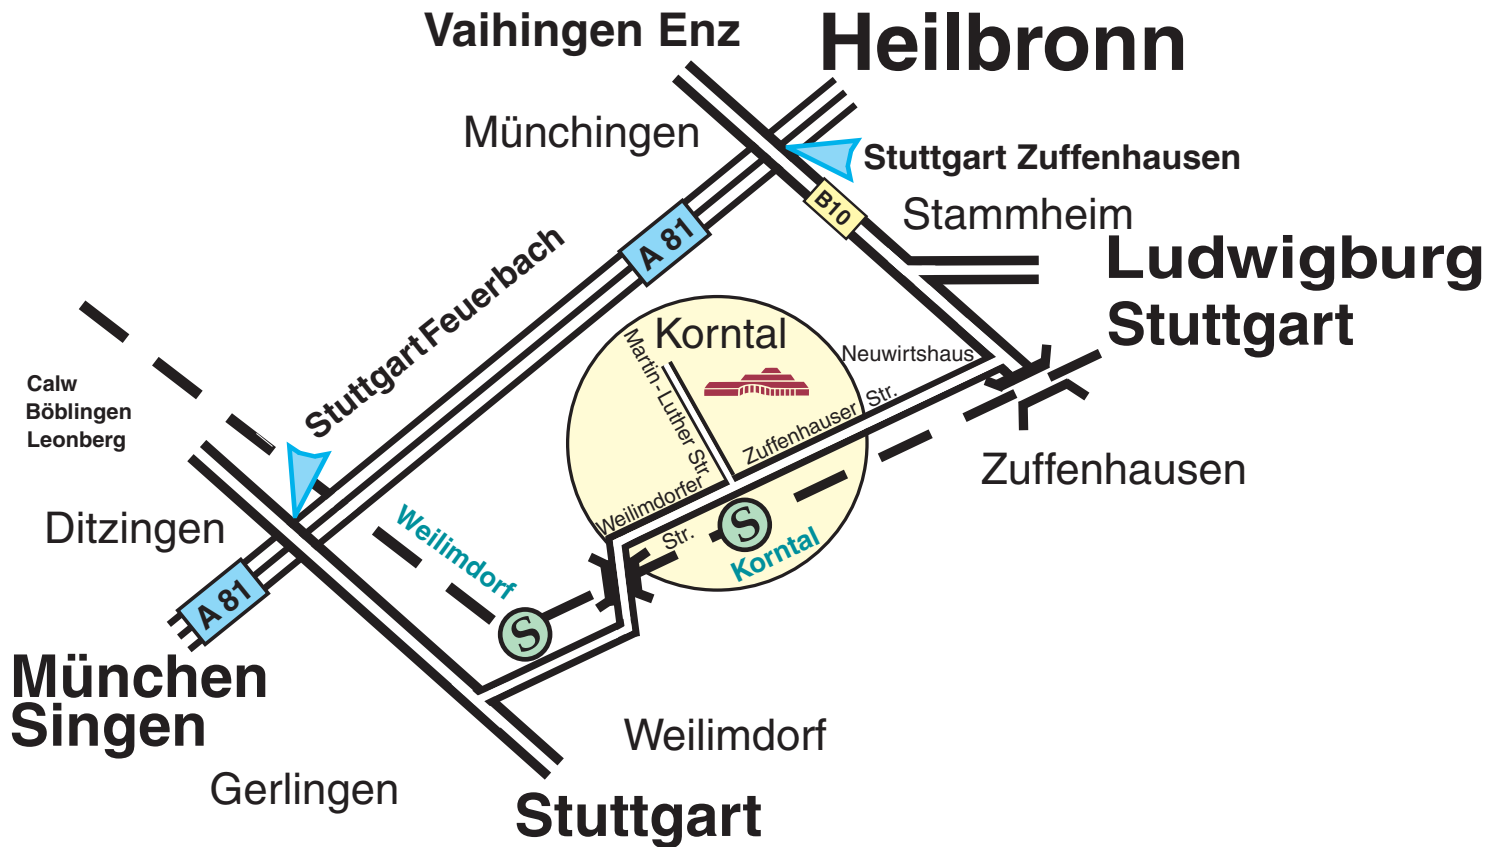 Vaihingen Enz
Heilbronn
Münchingen
Stuttgart Zuffenhausen
B10
Stammheim
A 81
Ludwigburg
Stuttgart
Stuttgart Feuerbach
Korntal
Neuwirtshaus
Martin-Luther Str.
Zuffenhauser Str.
Calw
Böblingen
Leonberg
Zuffenhausen
Weilimdorfer Str.
Ditzingen
Weilimdorf
S
Korntal
A 81
S
München
Singen
Weilimdorf
Gerlingen
Stuttgart